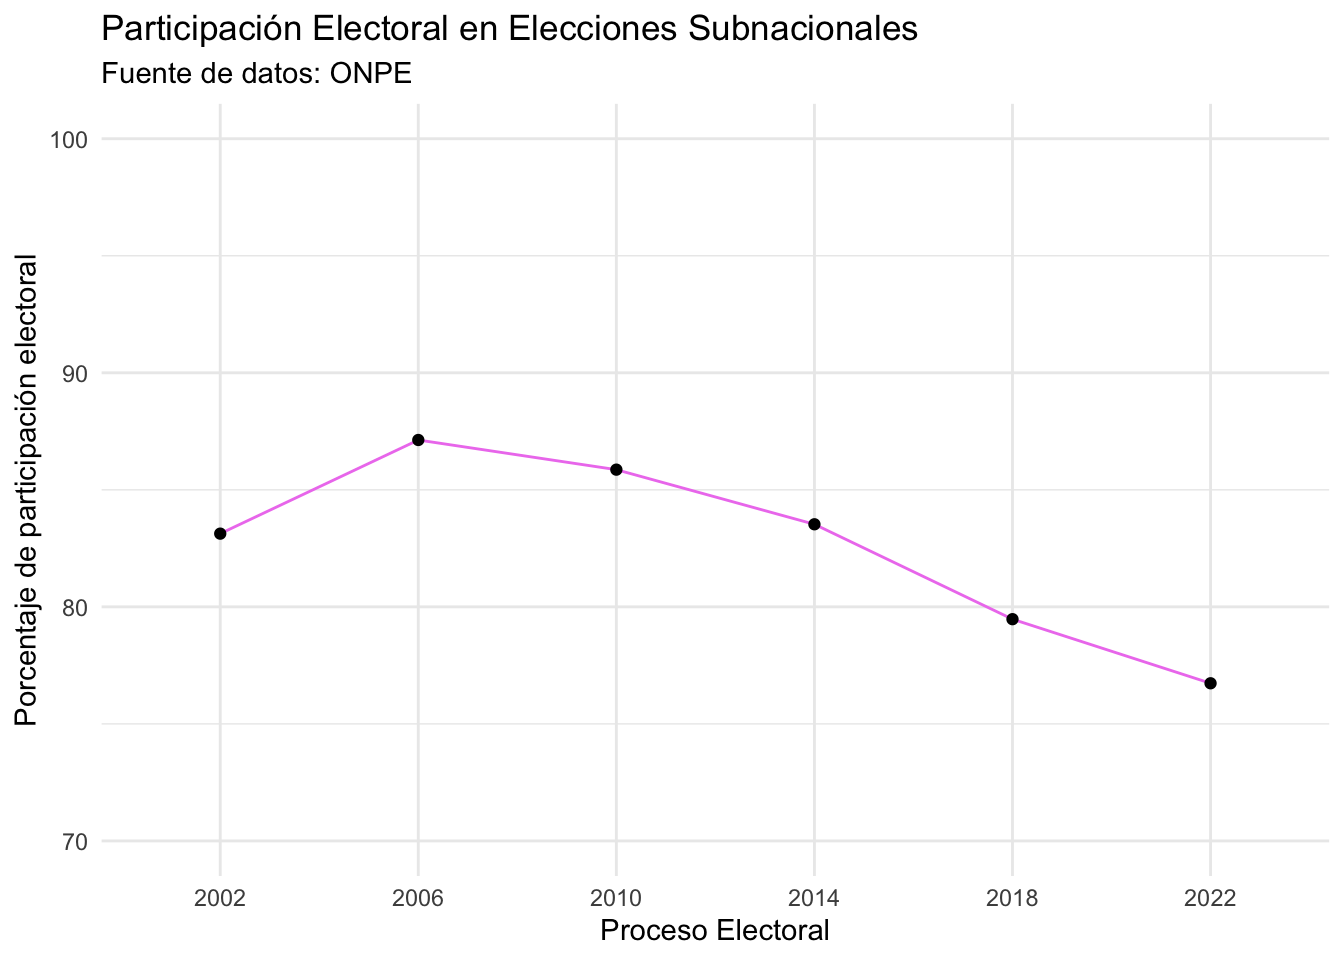 Participación Electoral en Elecciones Subnacionales
Fuente de datos: ONPE
Porcentaje de participación electoral
100
90
80
70
2002 2006 2010 2014 2018 2022
Proceso Electoral